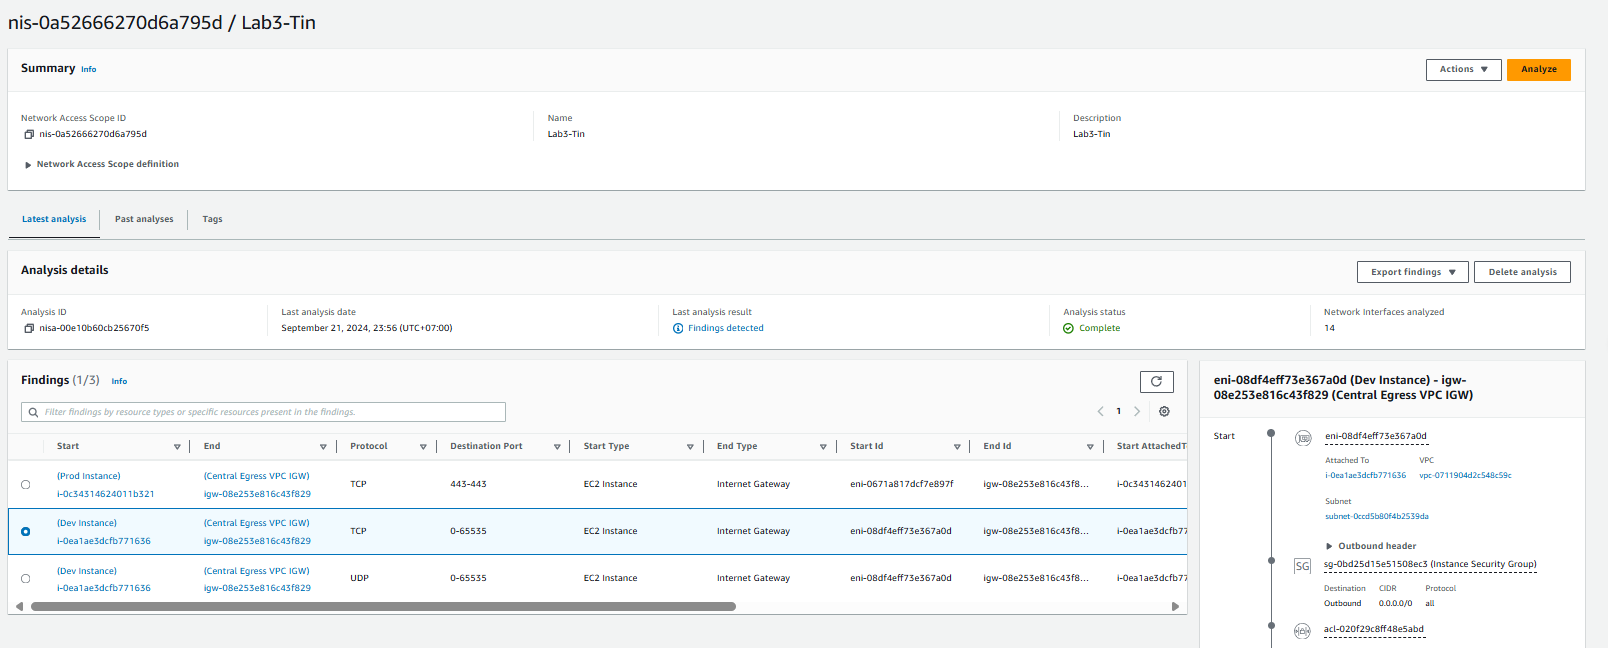 nis-0a52666270d6a795d / Lab3-Tin
Summary Info
Actions
Analyze
Network Access Scope ID
nis-0a52666270d6a795d
Name
Lab3-Tin
Description
Lab3-Tin
Network Access Scope definition
Latest analysis
Past analyses
Tags
Analysis details
Export findings
Delete analysis
Analysis ID
nisa-00e10b60cb25670f5
Last analysis date
September 21, 2024, 23:56 (UTC+07:00)
Last analysis result
Findings detected
Analysis status
Complete
Network Interfaces analyzed
14
Findings (1/3) Info
Filter findings by resource types or specific resources present in the findings.
1
Start End Protocol Destination Port Start Type End Type Start Id End Id Start AttachedT
(Prod Instance) (Central Egress VPC IGW)
i-0c34314624011b321 igw-08e253e816c43f829 TCP 443-443 EC2 Instance Internet Gateway eni-0671a817dcf7e897f igw-08e253e816c43f8... i-0c343146240​1
(Dev Instance) (Central Egress VPC IGW)
i-0ea1ae3dcfb771636 igw-08e253e816c43f829 TCP 0-65535 EC2 Instance Internet Gateway eni-08df4eff73e367a0d igw-08e253e816c43f8... i-0ea1ae3dcfb77
(Dev Instance) (Central Egress VPC IGW)
i-0ea1ae3dcfb771636 igw-08e253e816c43f829 UDP 0-65535 EC2 Instance Internet Gateway eni-08df4eff73e367a0d igw-08e253e816c43f8... i-0ea1ae3dcfb77
eni-08df4eff73e367a0d (Dev Instance) - igw-
08e253e816c43f829 (Central Egress VPC IGW)
Start
eni-08df4eff73e367a0d
Attached To VPC
i-0ea1ae3dcfb771636 vpc-0711904d2c548c59c
Subnet
subnet-0ccd5b80f4b2539da
Outbound header
SG sg-0bd25d15e51508ec3 (Instance Security Group)
Destination CIDR Protocol
Outbound 0.0.0.0/0 all
acl-020f29c8ff48e5abd